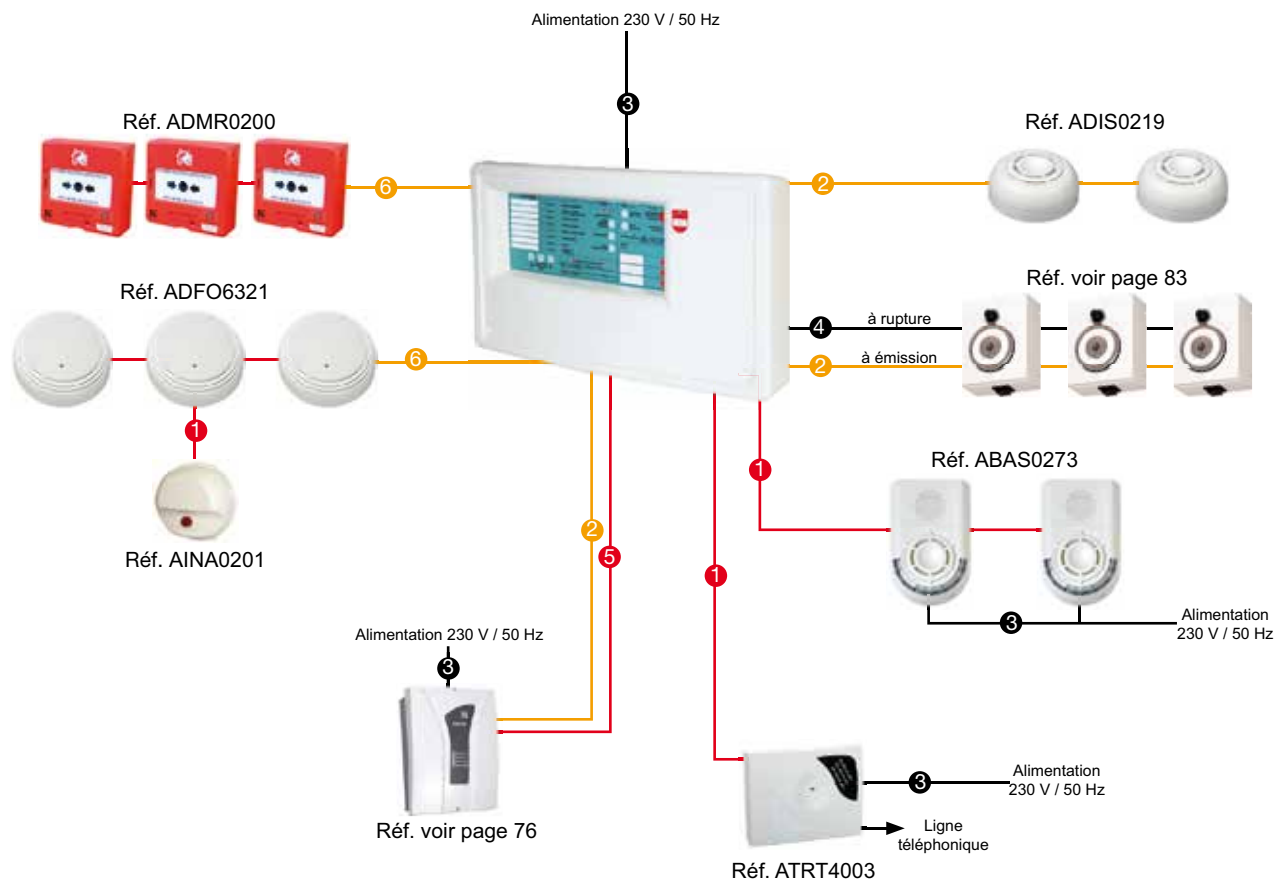 Alimentation 230 V / 50 Hz
3
Réf. ADMR0200
Réf. ADIS0219
6
2
Réf. ADFO6321
Réf. voir page 83
4
à rupture
6
2
à émission
1
1
Réf. ABAS0273
Réf. AINA0201
2
5
1
3
Alimentation
230 V / 50 Hz
Alimentation 230 V / 50 Hz
3
3
Alimentation
230 V / 50 Hz
Réf. voir page 76
Ligne
téléphonique
Réf. ATRT4003